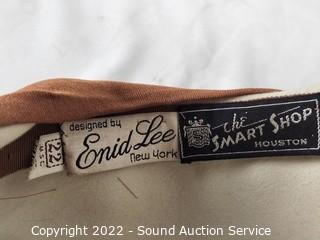 designed by
Enid Lee
New York
22
the
SMART SHOP
HOUSTON
Copyright 2022 - Sound Auction Service